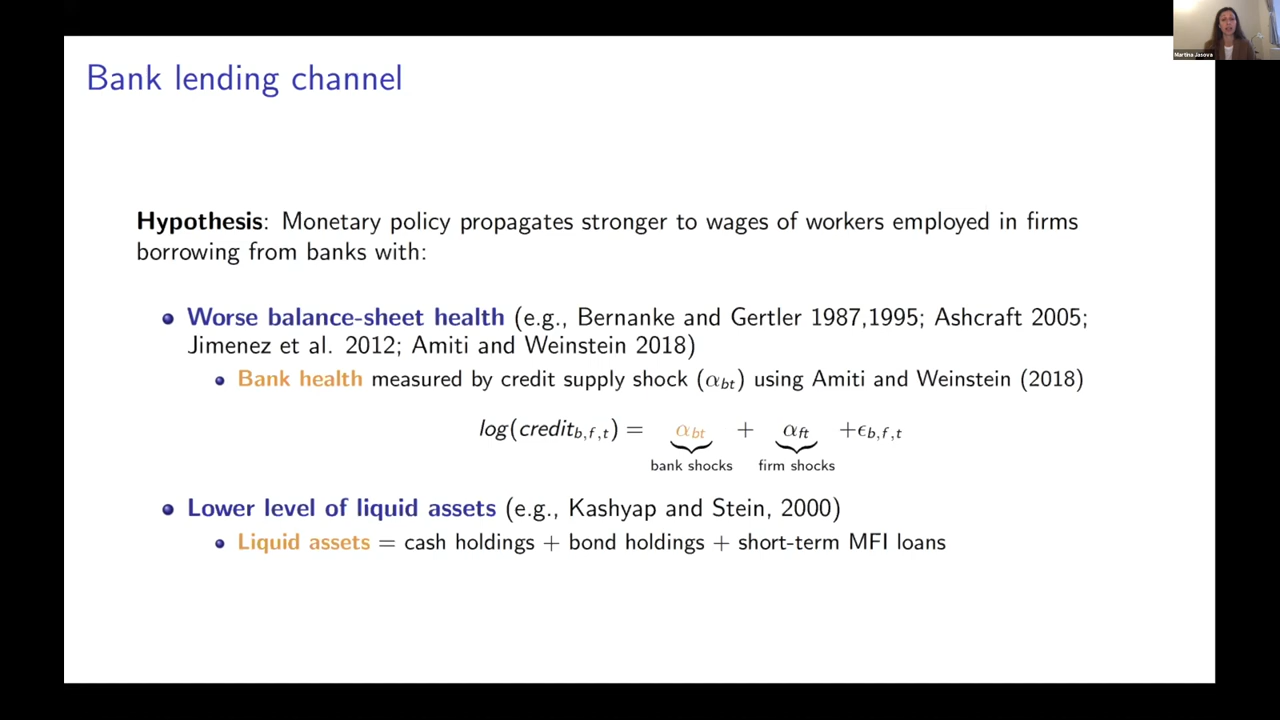 Martina Jasova
Bank lending channel
Hypothesis: Monetary policy propagates stronger to wages of workers employed in firms
borrowing from banks with:
Worse balance-sheet health (e.g., Bernanke and Gertler 1987,1995; Ashcraft 2005;
Jimenez et al. 2012; Amiti and Weinstein 2018)
Bank health measured by credit supply shock (α_bt) using Amiti and Weinstein (2018)
log(credit_b,f,t) = α_bt + α_ft +ϵ_b,f,t
bank shocks firm shocks
Lower level of liquid assets (e.g., Kashyap and Stein, 2000)
Liquid assets = cash holdings + bond holdings + short-term MFI loans